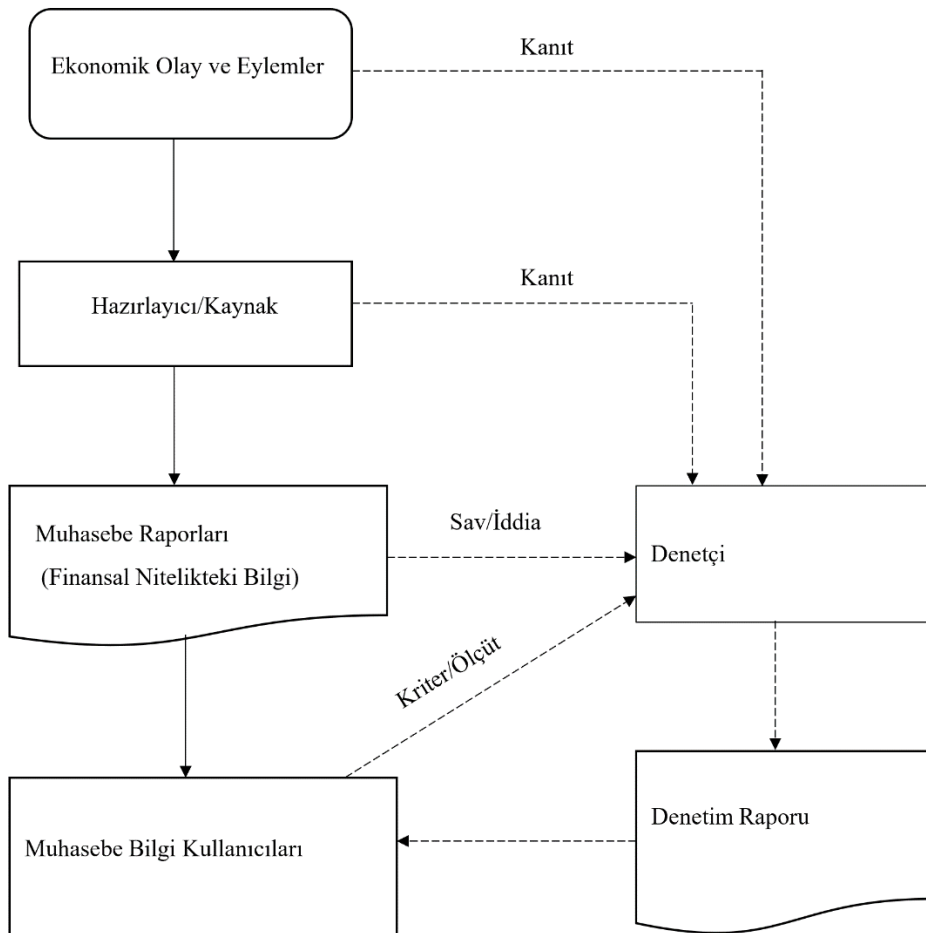 Kanıt
Ekonomik Olay ve Eylemler
Kanıt
Hazırlayıcı/Kaynak
Muhasebe Raporları
(Finansal Nitelikteki Bilgi)
Sav/İddia
Denetçi
Kriter/Ölçüt
Denetim Raporu
Muhasebe Bilgi Kullanıcıları